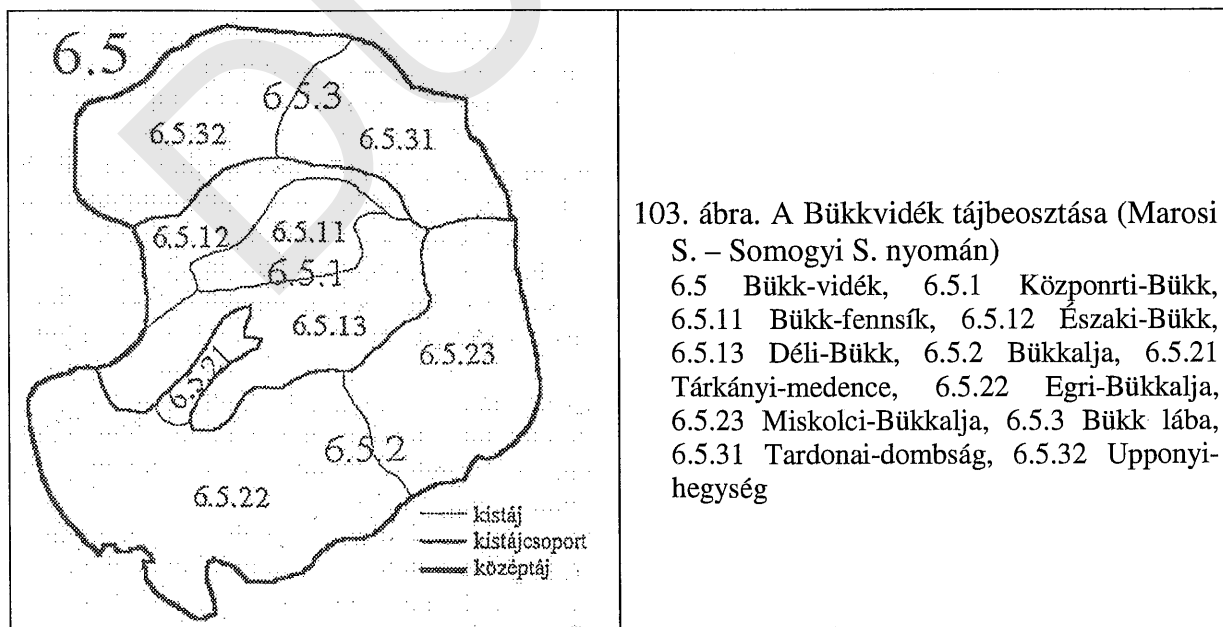 6.5
6.5.3
6.5.32
6.5.31
6.5.12
6.5.11
6.5.1
6.5.13
6.5.23
6.5.21
6.5.2
6.5.22
kistáj
kistájcsoport
középtáj
103. ábra. A Bükkvidék tájbeosztása (Marosi
S. – Somogyi S. nyomán)
6.5 Bükk-vidék, 6.5.1 Közponrti-Bükk,
6.5.11 Bükk-fennsík, 6.5.12 Északi-Bükk,
6.5.13 Déli-Bükk, 6.5.2 Bükkalja, 6.5.21
Tárkányi-medence, 6.5.22 Egri-Bükkalja,
6.5.23 Miskolci-Bükkalja, 6.5.3 Bükk lába,
6.5.31 Tardonai-dombság, 6.5.32 Upponyi-
hegység